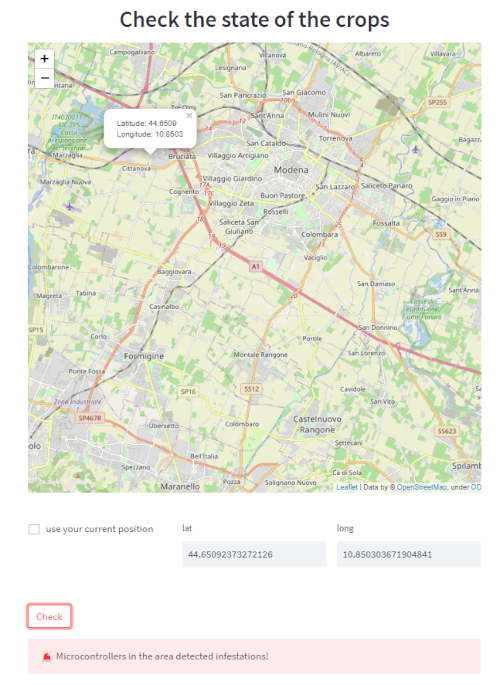 Check the state of the crops
+
−
Campogalliano
Villanova
Albareto
Villavara
Lesignana
San Pancrazio
San Giacomo
SP255
Sant'Anna
Mulini Nuovi
Latitude: 44.6509
Longitude: 10.8503
×
San Cataldo
Torrenova
Marzaglia
Bruciata
Villaggio Artigiano
Cittanova
Modena
Marzaglia Nuova
Cognento
Villaggio Giardino
San Lazzaro
Saliceto Panaro
Buon Pastore
Villaggio Zeta
Rosselli
Gaggio in Piano
Saliceta San
Giuliano
Fossalta
Colombara
SS9
Vaciglio
Colombarone
Baggiovara
A1
San Damaso
Magreta
Tabina
Casinalbo
Sant'Anna
SP15
San Donnino
Corlo
Portile
Formigine
Montale Rangone
San Lorenzo
Ponte Fossa
SP16
SS12
Cavidole
Zona Industriale
San Vito
SP467R
Ubersetto
Colombaro
Castelnuovo
Rangone
SS623
Settecani
Spezzano
Bell'Italia
Cà di Sola
Spilamb
Maranello
Pozza
Solignano Nuovo
Leaflet | Data by © OpenStreetMap, under OD
use your current position
lat
long
44.65092373272126
10.850303671904841
Check
🚨 Microcontrollers in the area detected infestations!